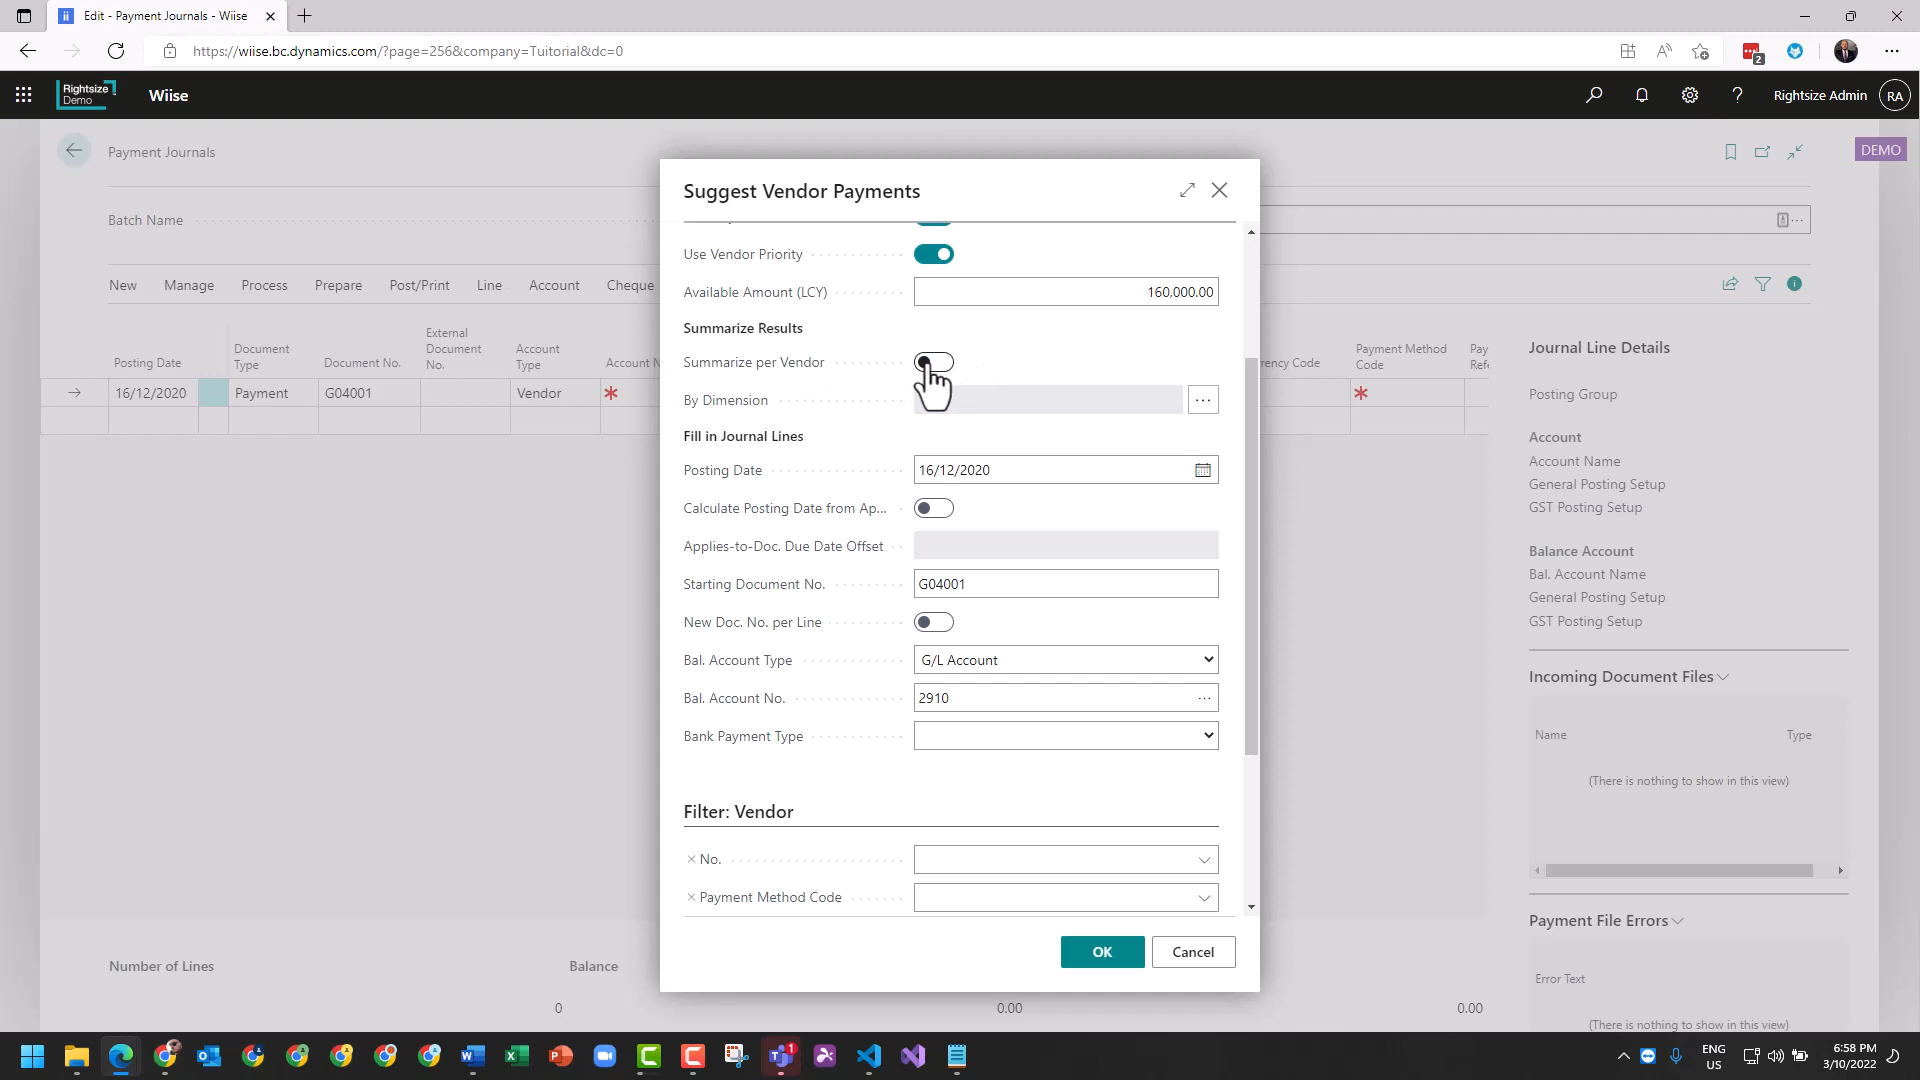 Edit - Payment Journals - Wiise
https://wiise.bc.dynamics.com/?page=256&company=Tuitorial&dc=0
2
Rightsize
Demo
Wiise
Rightsize Admin
RA
Payment Journals
DEMO
Batch Name
New
Manage
Process
Prepare
Post/Print
Line
Account
Cheque
Posting Date
Document Type
Document No.
External Document No.
Account Type
Account N
rency Code
Payment Method Code
Pay
Refe
16/12/2020
Payment
G04001
Vendor
Suggest Vendor Payments
Use Vendor Priority
Available Amount (LCY)
160,000.00
Summarize Results
Summarize per Vendor
By Dimension
Fill in Journal Lines
Posting Date
16/12/2020
Calculate Posting Date from Ap...
Applies-to-Doc. Due Date Offset
Starting Document No.
G04001
New Doc. No. per Line
Bal. Account Type
G/L Account
Bal. Account No.
2910
Bank Payment Type
Filter: Vendor
No.
Payment Method Code
OK
Cancel
Journal Line Details
Posting Group
Account
Account Name
General Posting Setup
GST Posting Setup
Balance Account
Bal. Account Name
General Posting Setup
GST Posting Setup
Incoming Document Files
Name
Type
(There is nothing to show in this view)
Payment File Errors
Error Text
(There is nothing to show in this view)
Number of Lines
Balance
0
0.00
0.00
1
ENG
US
6:58 PM
3/10/2022